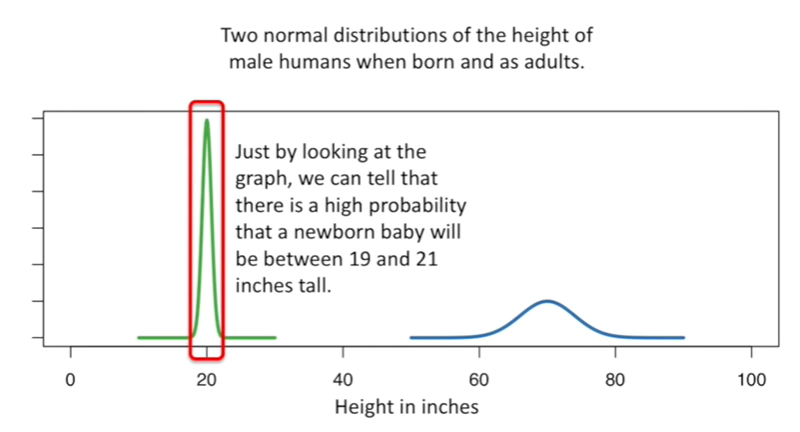 Two normal distributions of the height of
male humans when born and as adults.
Just by looking at the
graph, we can tell that
there is a high probability
that a newborn baby will
be between 19 and 21
inches tall.
0 20 40 60 80 100
Height in inches